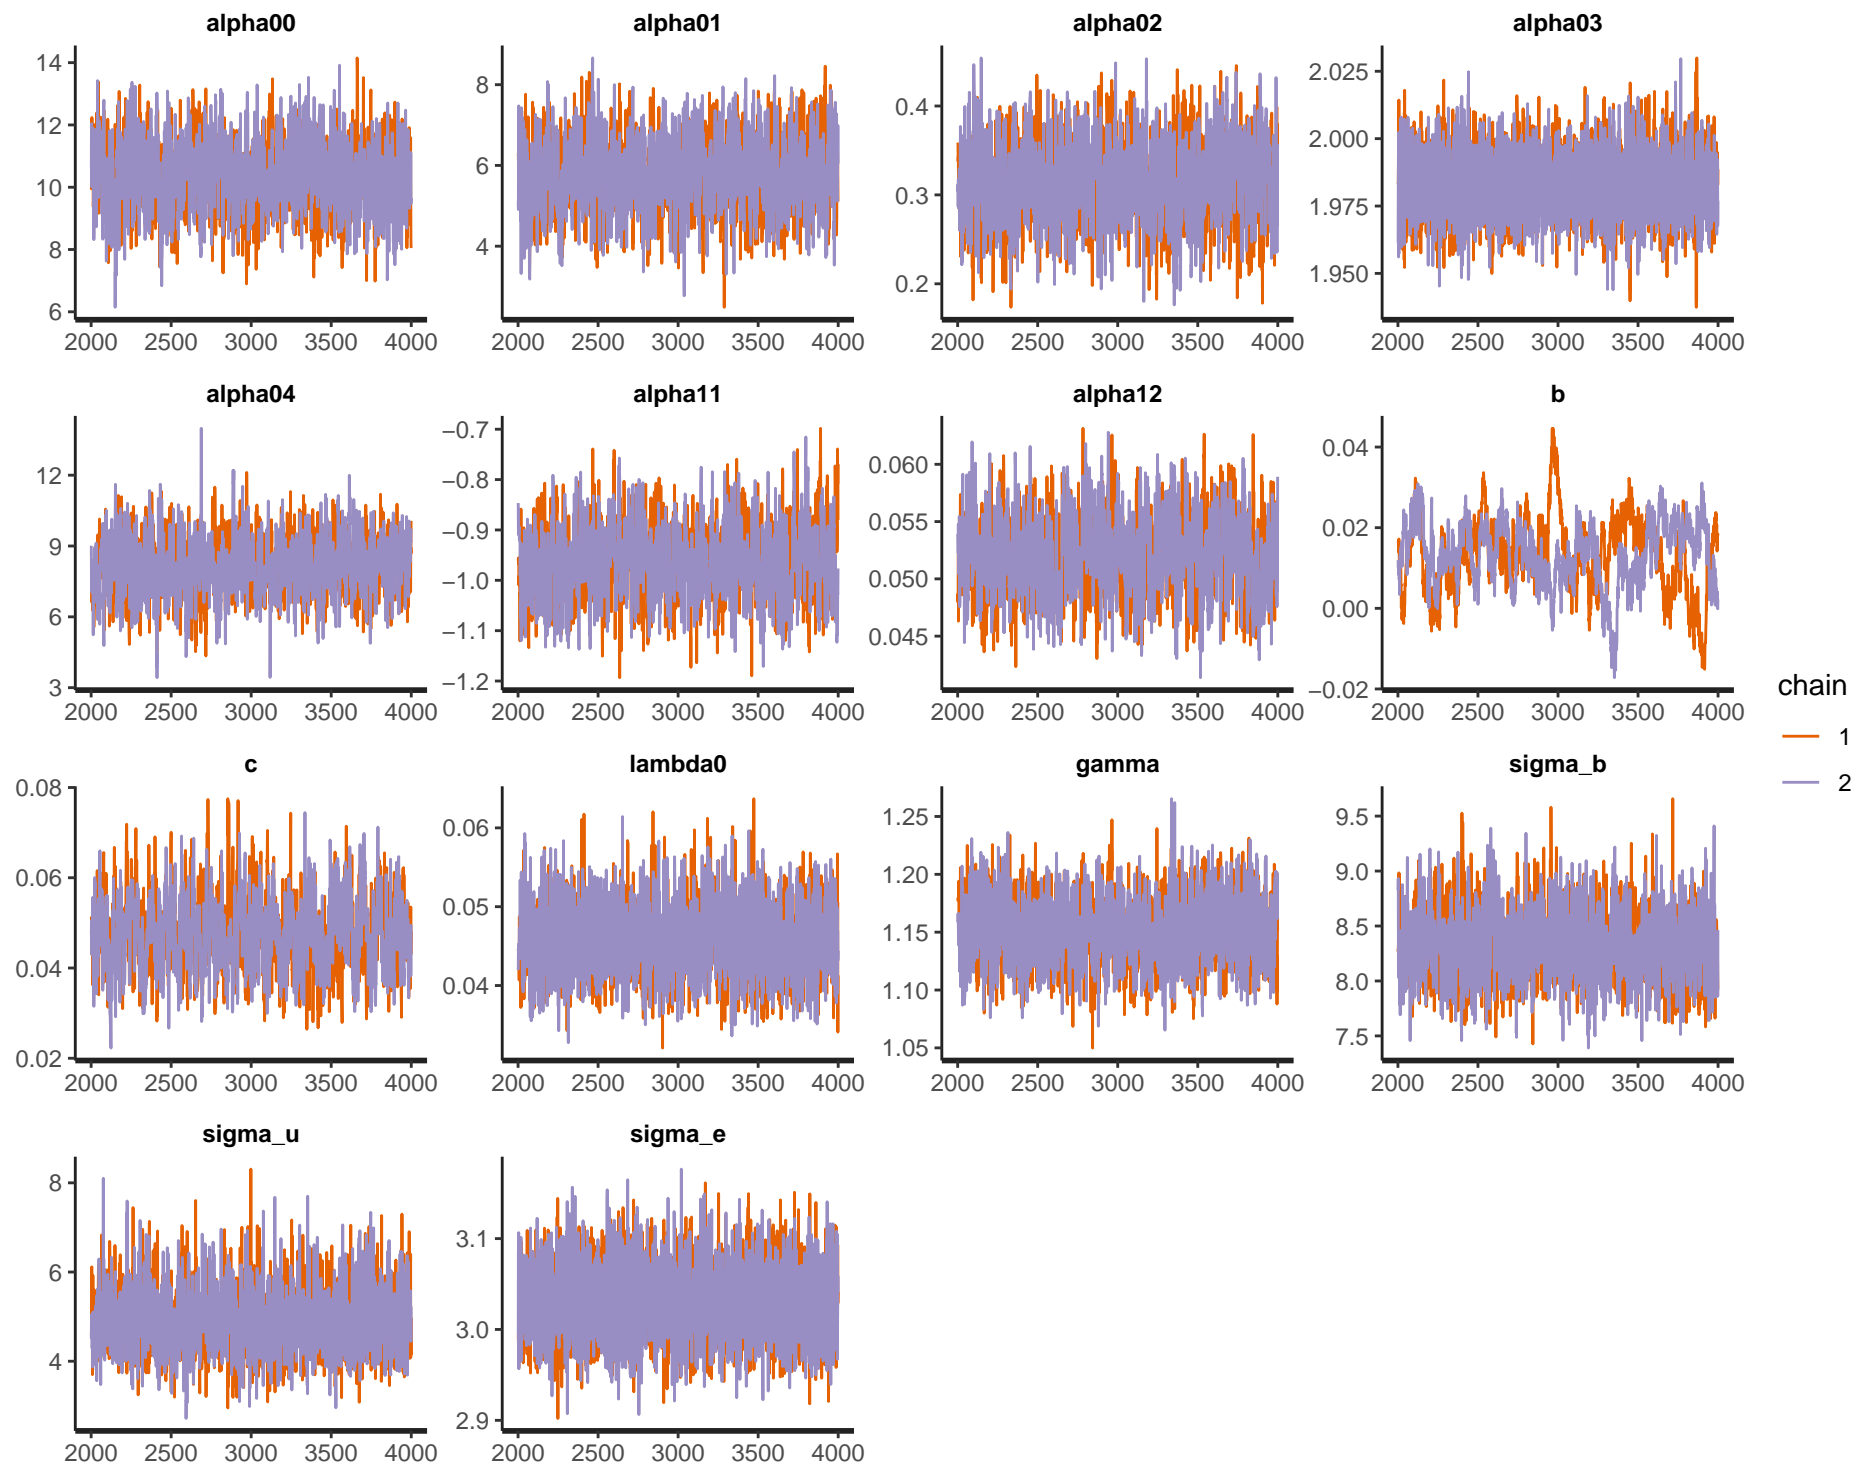 alpha00 alpha01 alpha02 alpha03
14 12 10 8 6
8 6 4
0.4 0.3 0.2
2.025 2.000 1.975 1.950
2000 2500 3000 3500 4000 2000 2500 3000 3500 4000 2000 2500 3000 3500 4000 2000 2500 3000 3500 4000
alpha04 alpha11 alpha12 b
12 9 6 3
−0.7 −0.8 −0.9 −1.0 −1.1 −1.2
0.060 0.055 0.050 0.045
0.04 0.02 0.00 −0.02
2000 2500 3000 3500 4000 2000 2500 3000 3500 4000 2000 2500 3000 3500 4000 2000 2500 3000 3500 4000
chain
1
2
c lambda0 gamma sigma_b
0.08 0.06 0.04 0.02
0.06 0.05 0.04
1.25 1.20 1.15 1.10 1.05
9.5 9.0 8.5 8.0 7.5
2000 2500 3000 3500 4000 2000 2500 3000 3500 4000 2000 2500 3000 3500 4000 2000 2500 3000 3500 4000
sigma_u sigma_e
8 6 4
3.1 3.0 2.9
2000 2500 3000 3500 4000 2000 2500 3000 3500 4000